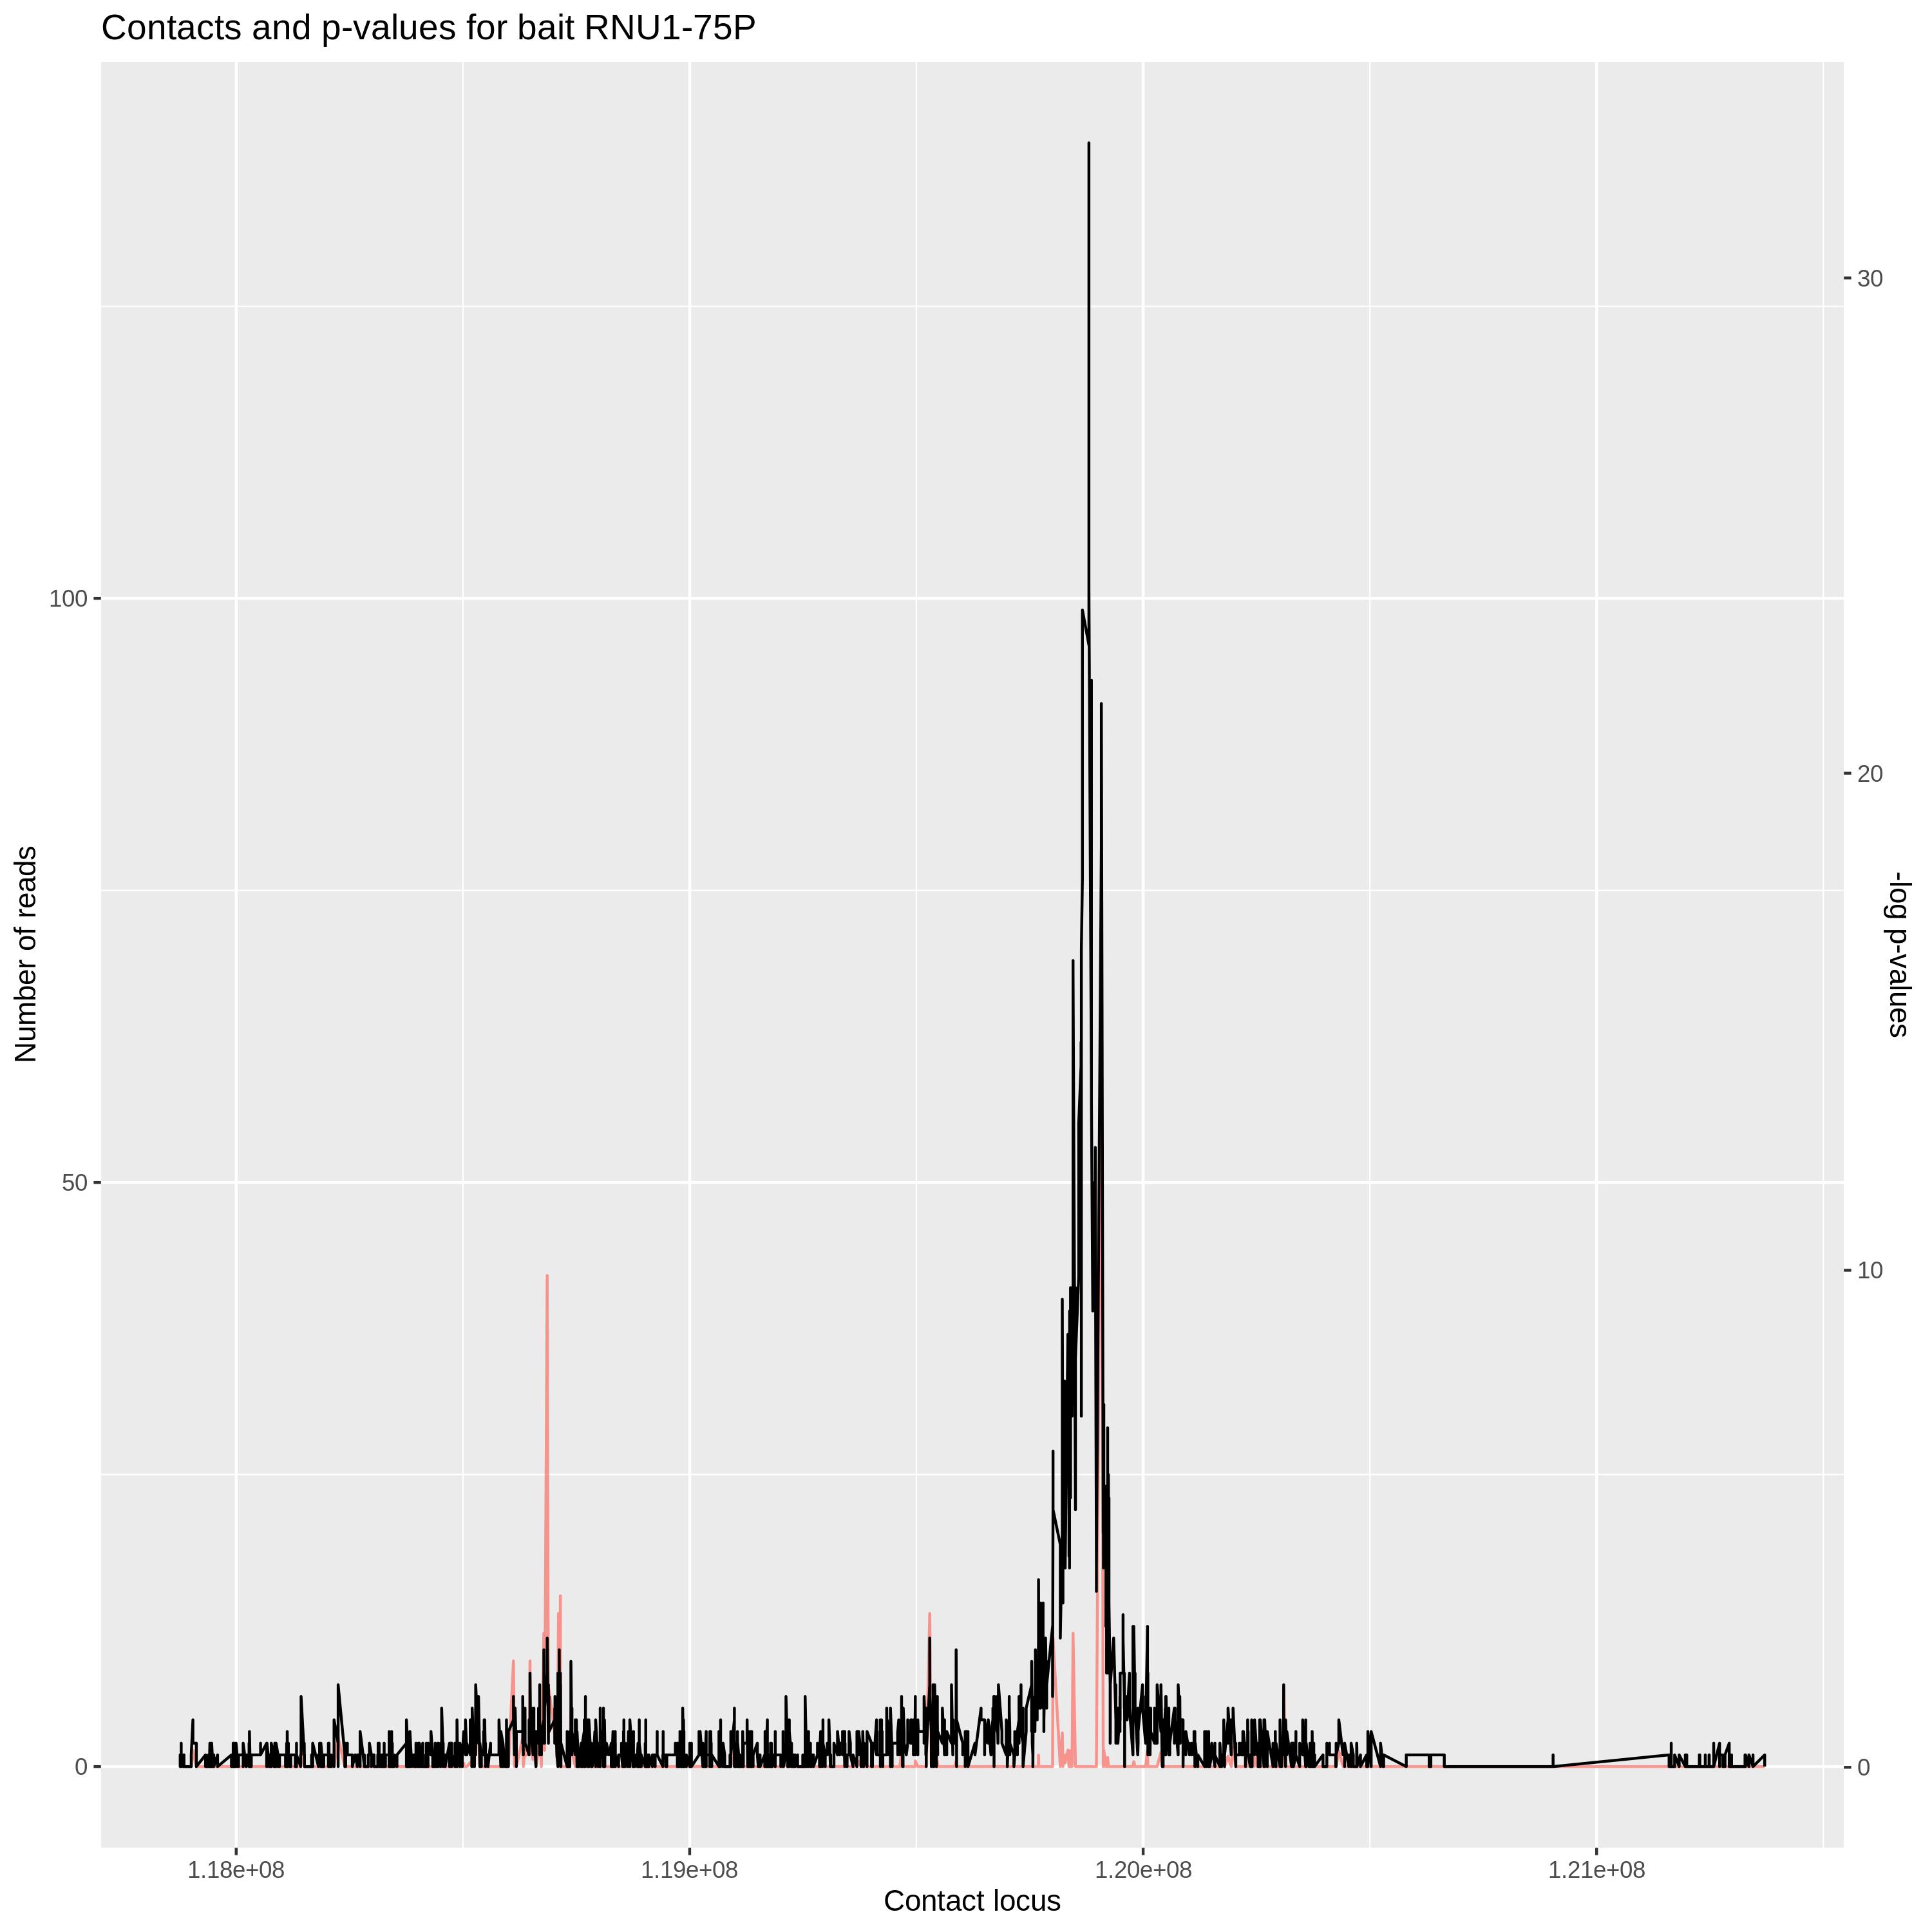 Contacts and p-values for bait RNU1-75P
Number of reads
100
50
0
30
20
10
0
-log p-values
1.18e+08
1.19e+08
1.20e+08
1.21e+08
Contact locus